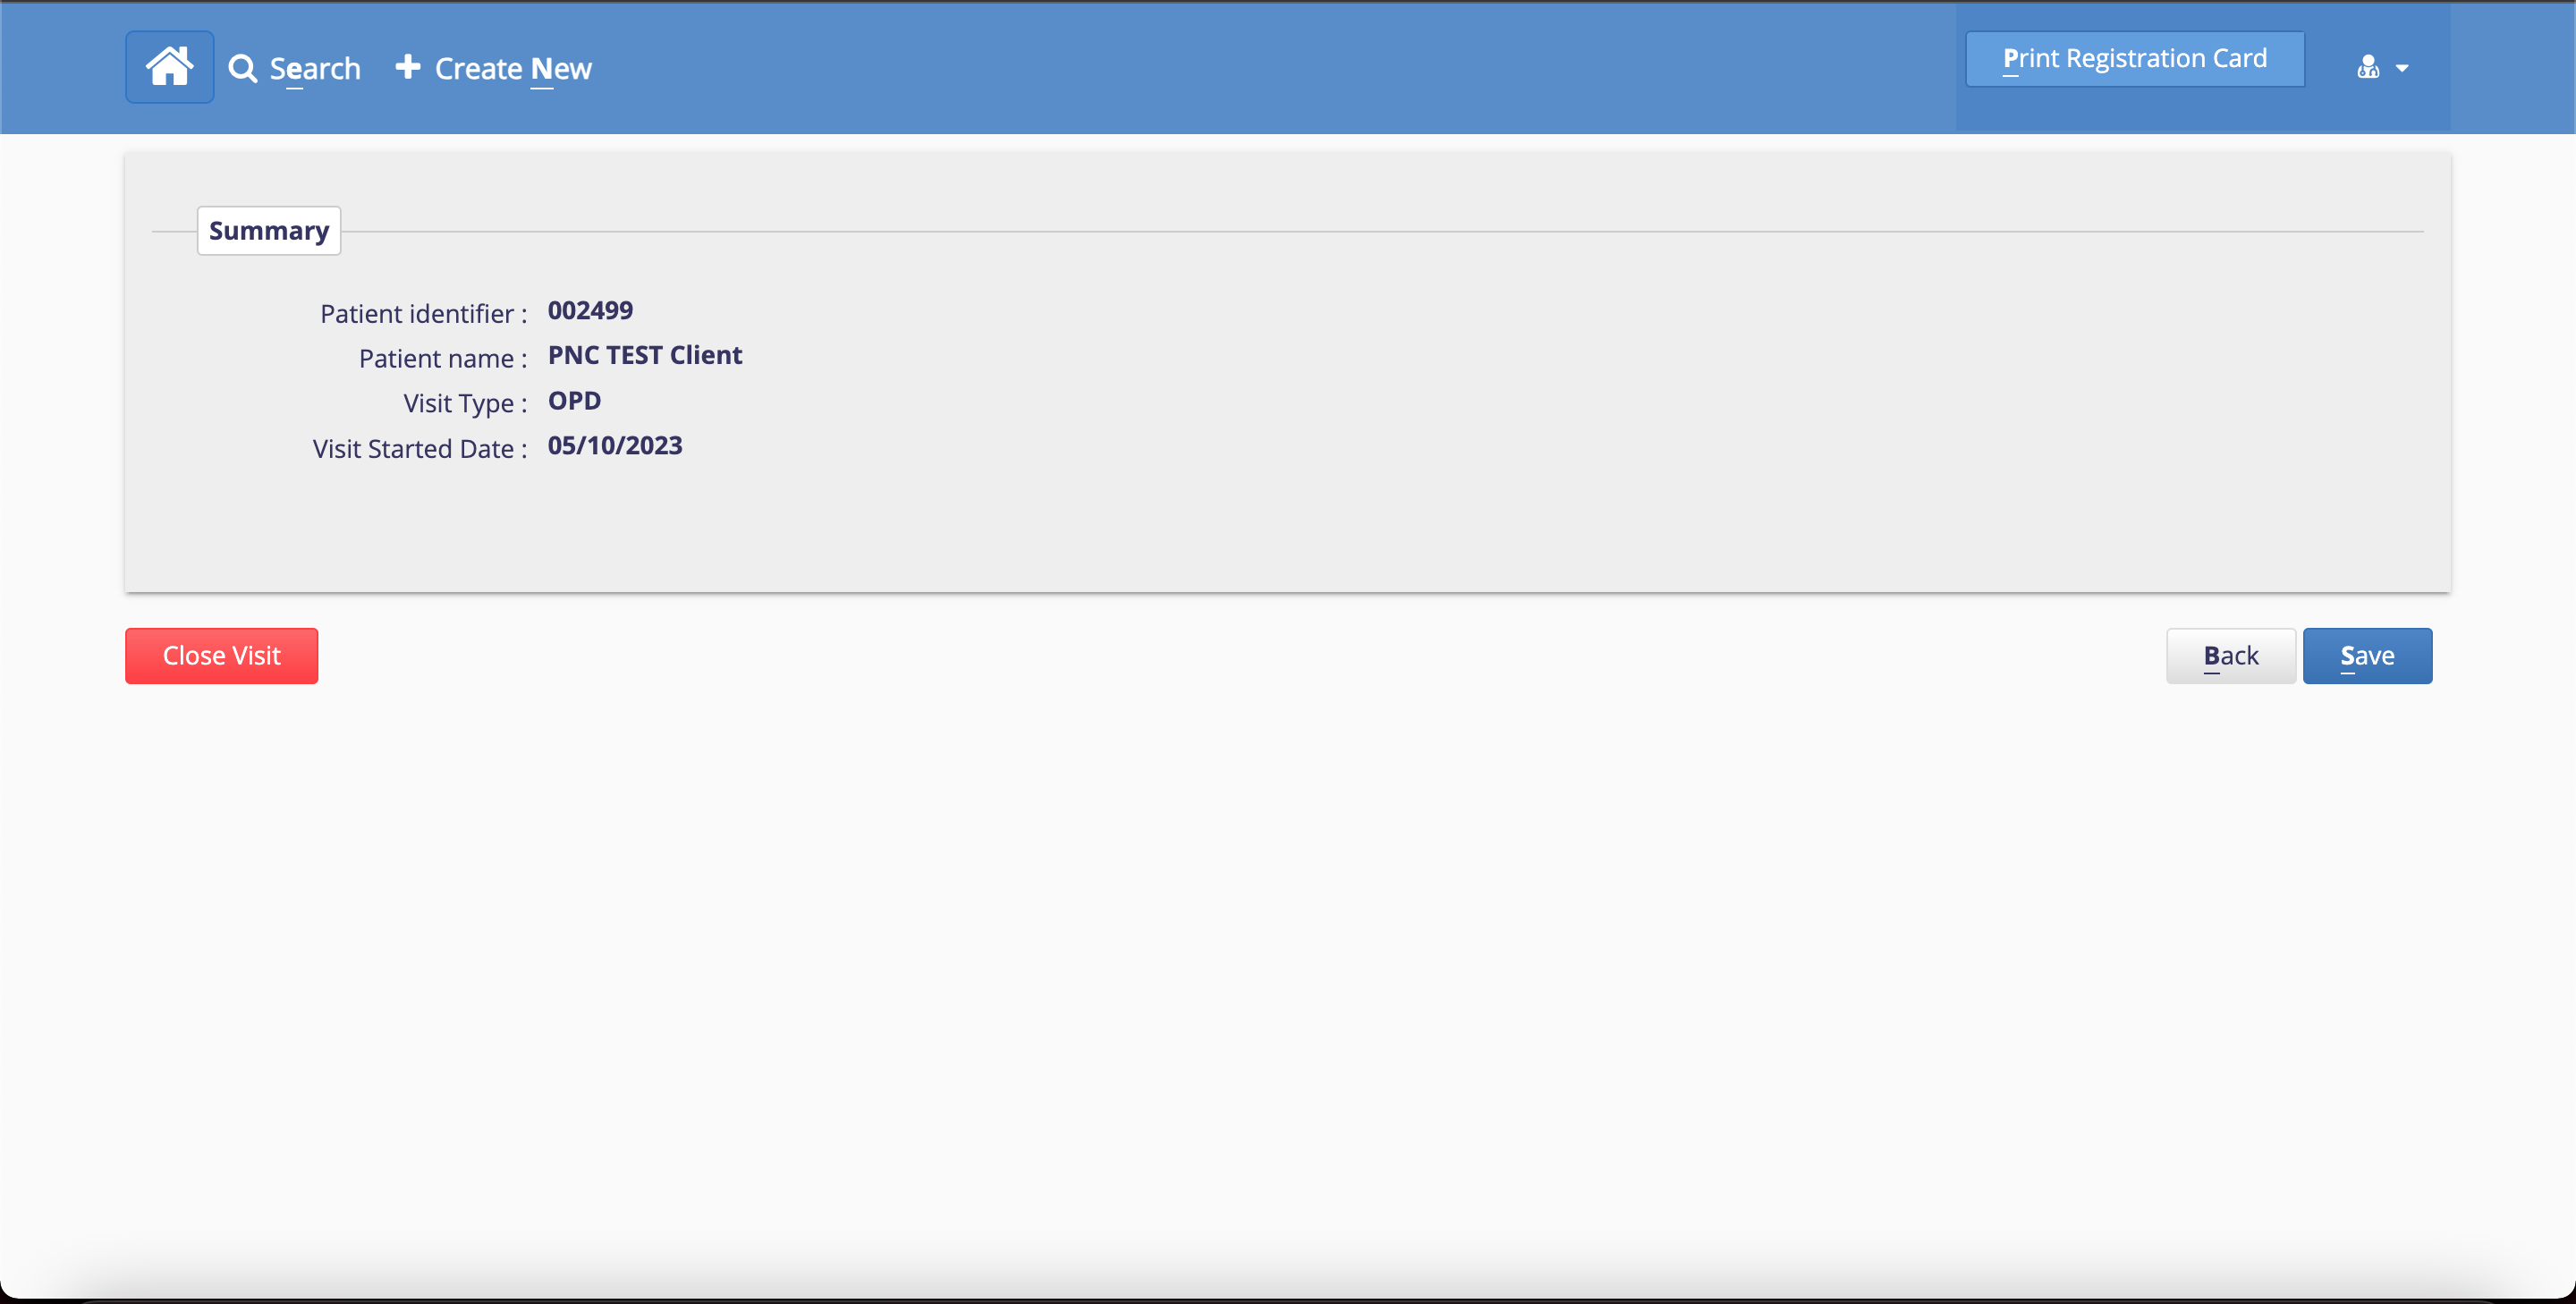 Search Create New Print Registration Card
Summary
Patient identifier : 002499
Patient name : PNC TEST Client
Visit Type : OPD
Visit Started Date : 05/10/2023
Close Visit Back Save